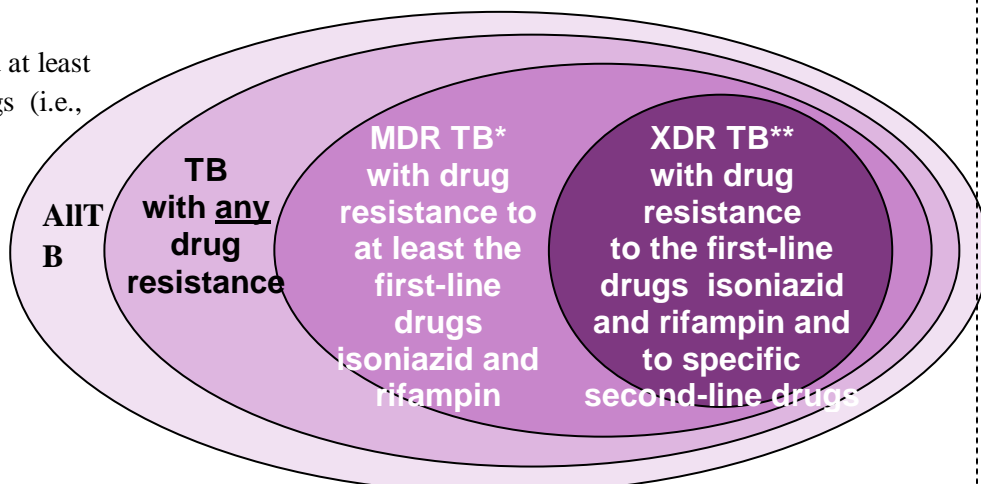 at least
gs (i.e.,
AllT
B
TB
with any
drug
resistance
MDR TB*
with drug
resistance to
at least the
first-line
drugs
isoniazid and
rifampin
XDR TB**
with drug
resistance
to the first-line
drugs isoniazid
and rifampin and
to specific
second-line drugs